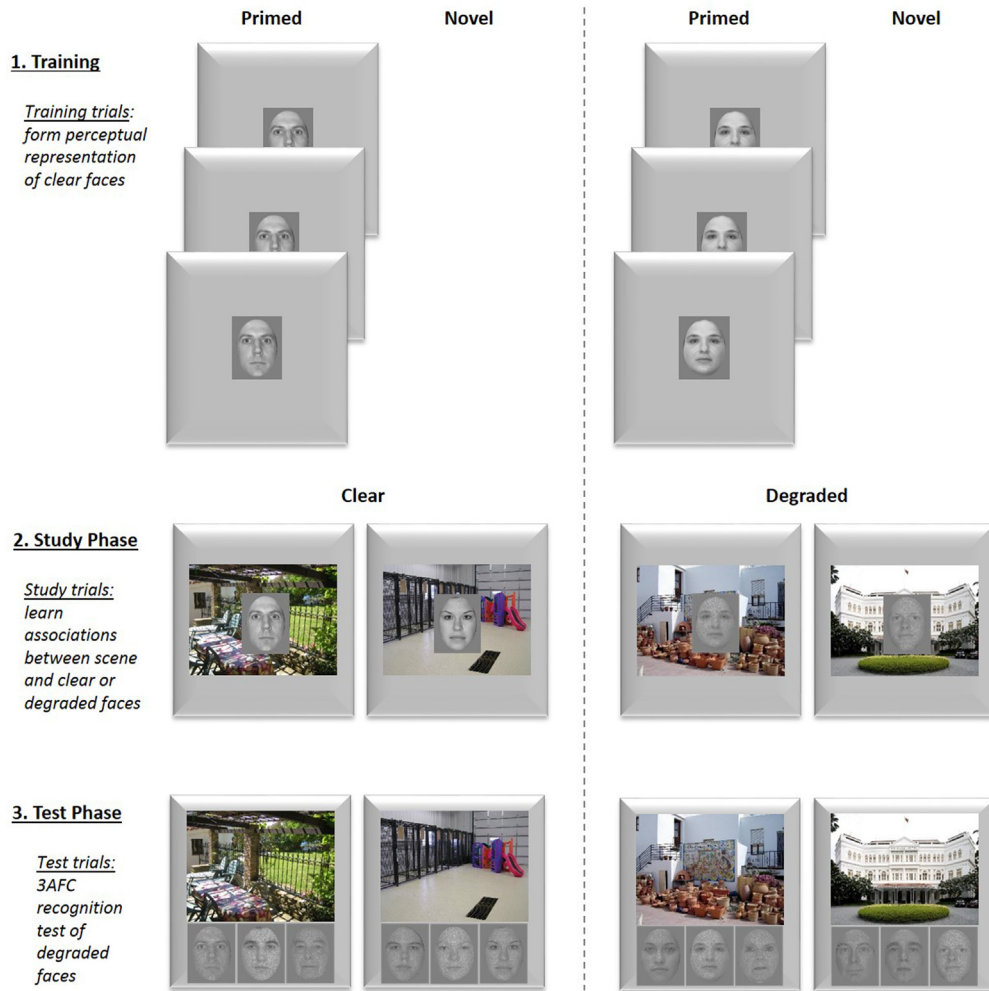 Primed Novel Primed Novel
1. Training
Training trials:
form perceptual
representation
of clear faces
Clear Degraded
2. Study Phase
Study trials:
learn
associations
between scene
and clear or
degraded faces
3. Test Phase
Test trials:
3AFC
recognition
test of
degraded
faces